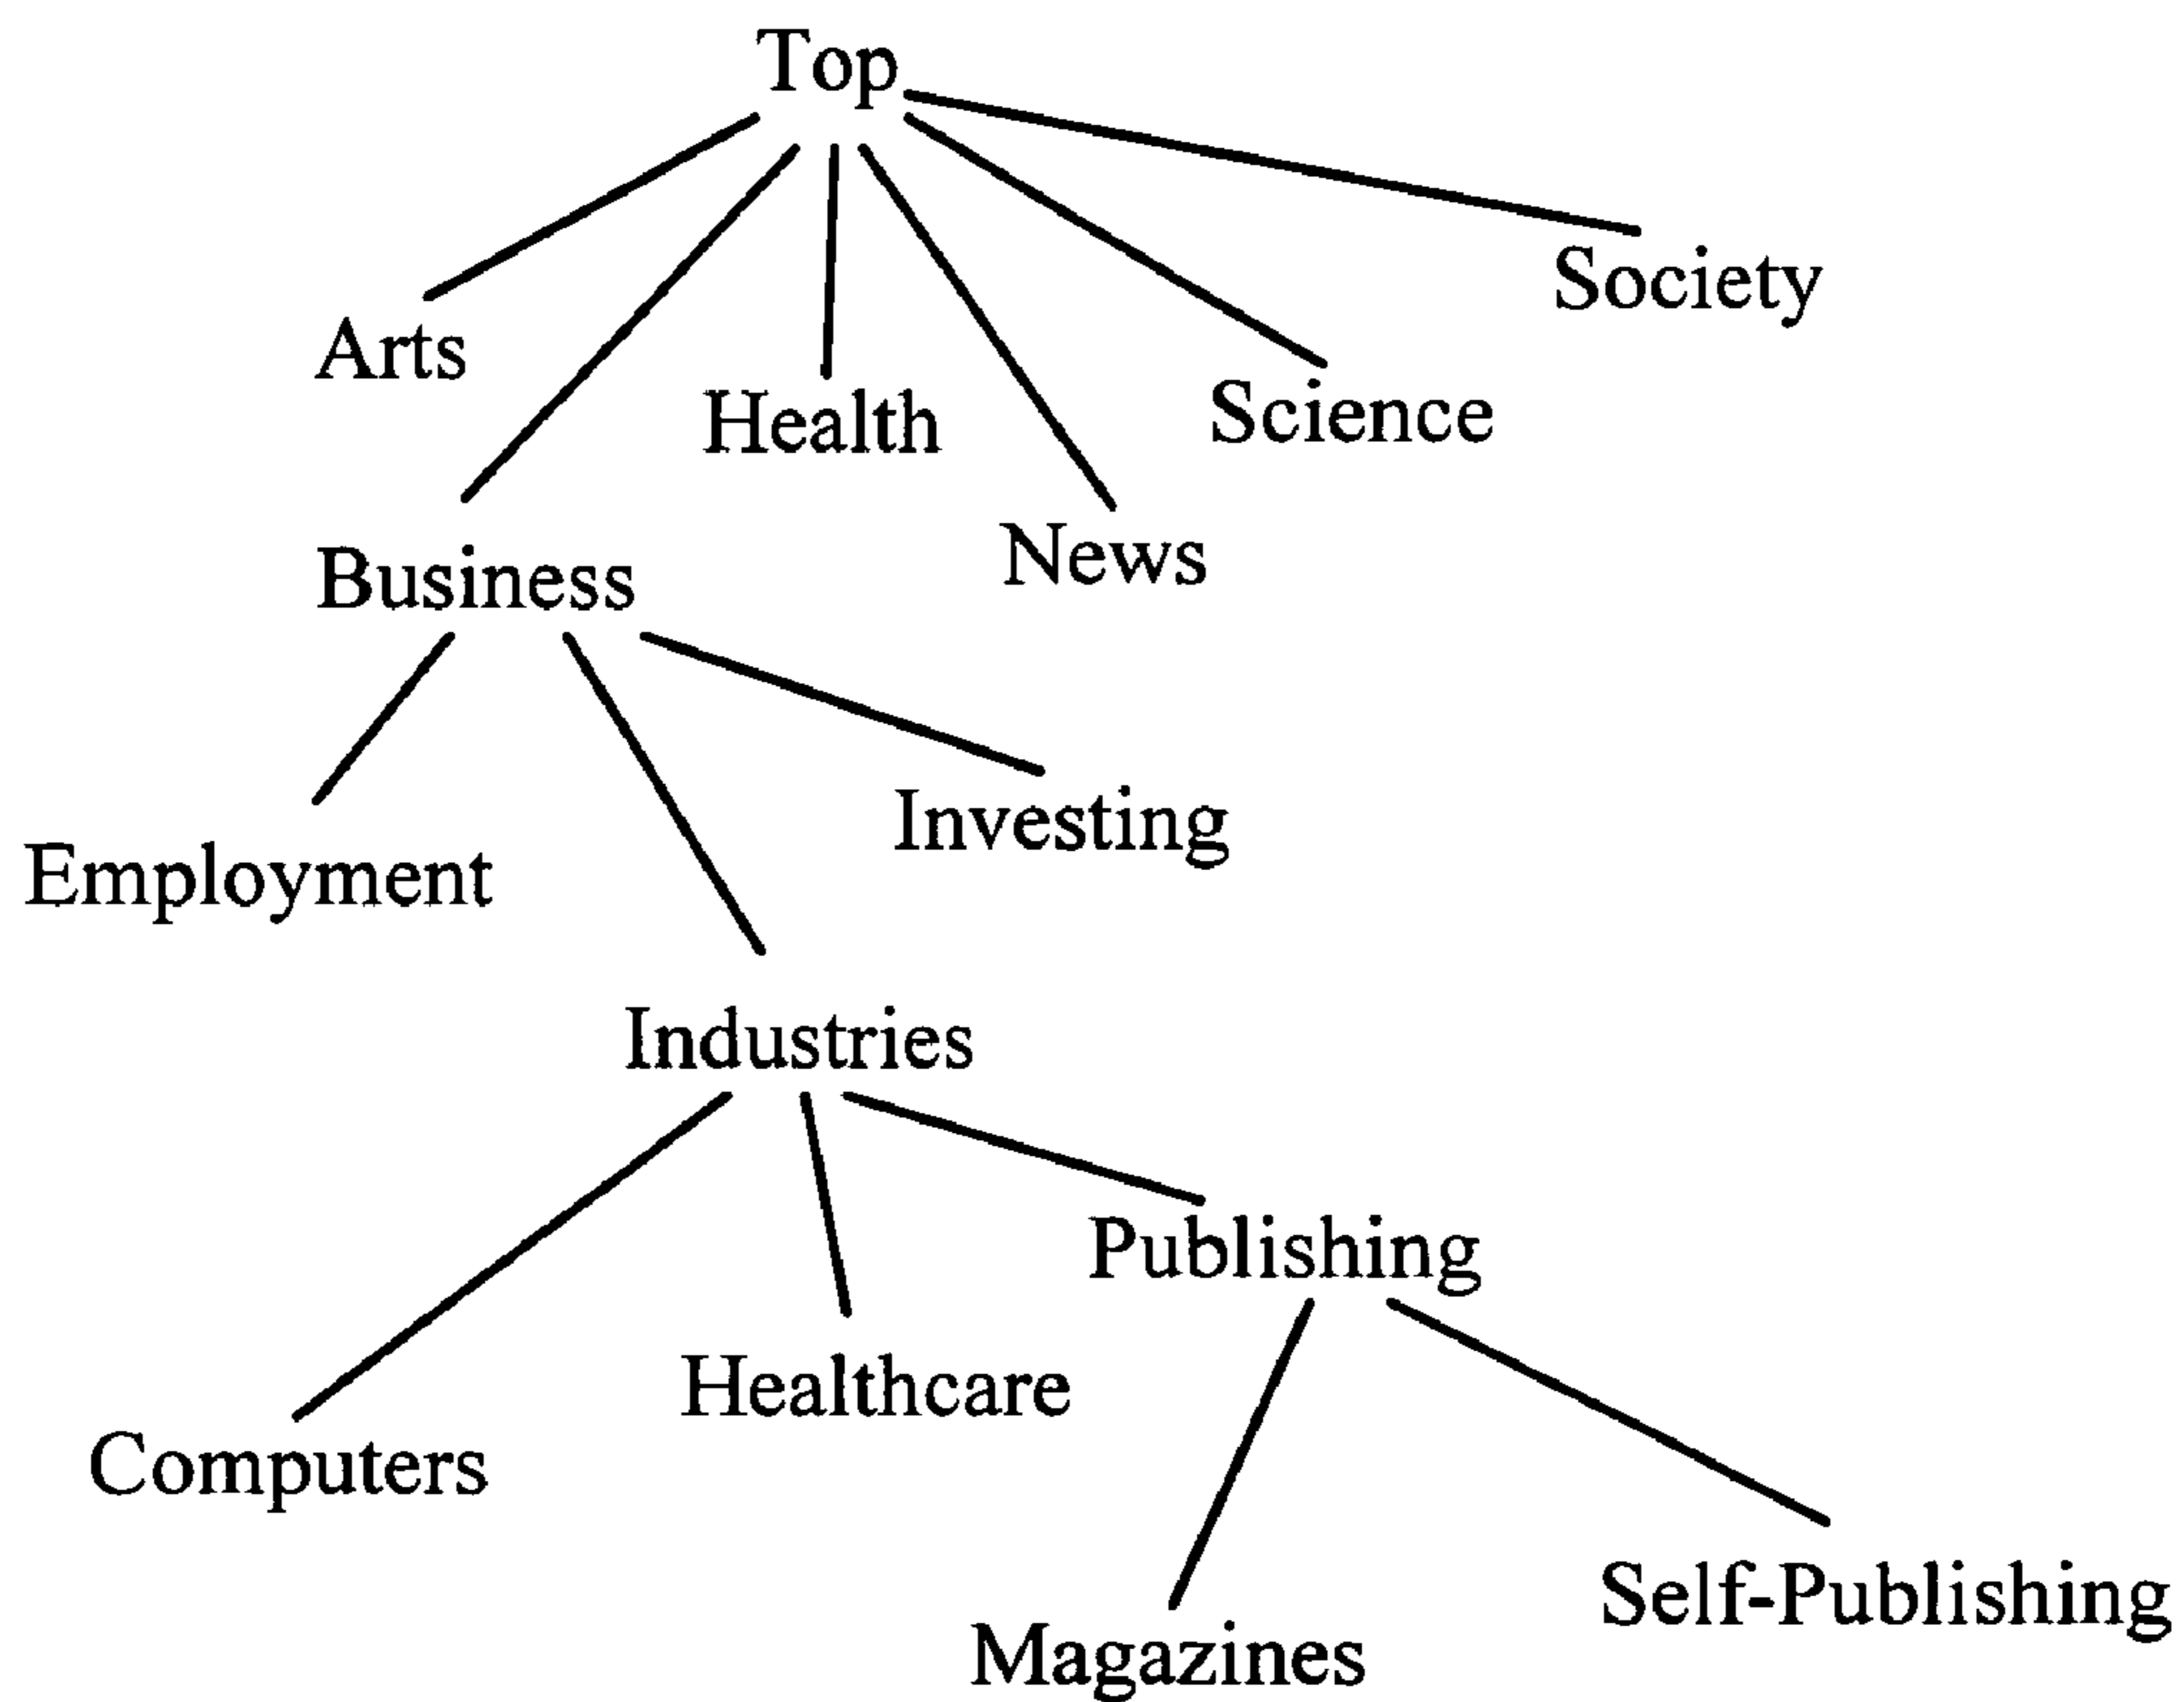 Top
Society
Arts
Science
Health
News
Business
Investing
Employment
Industries
Publishing
Healthcare
Computers
Self-Publishing
Magazines